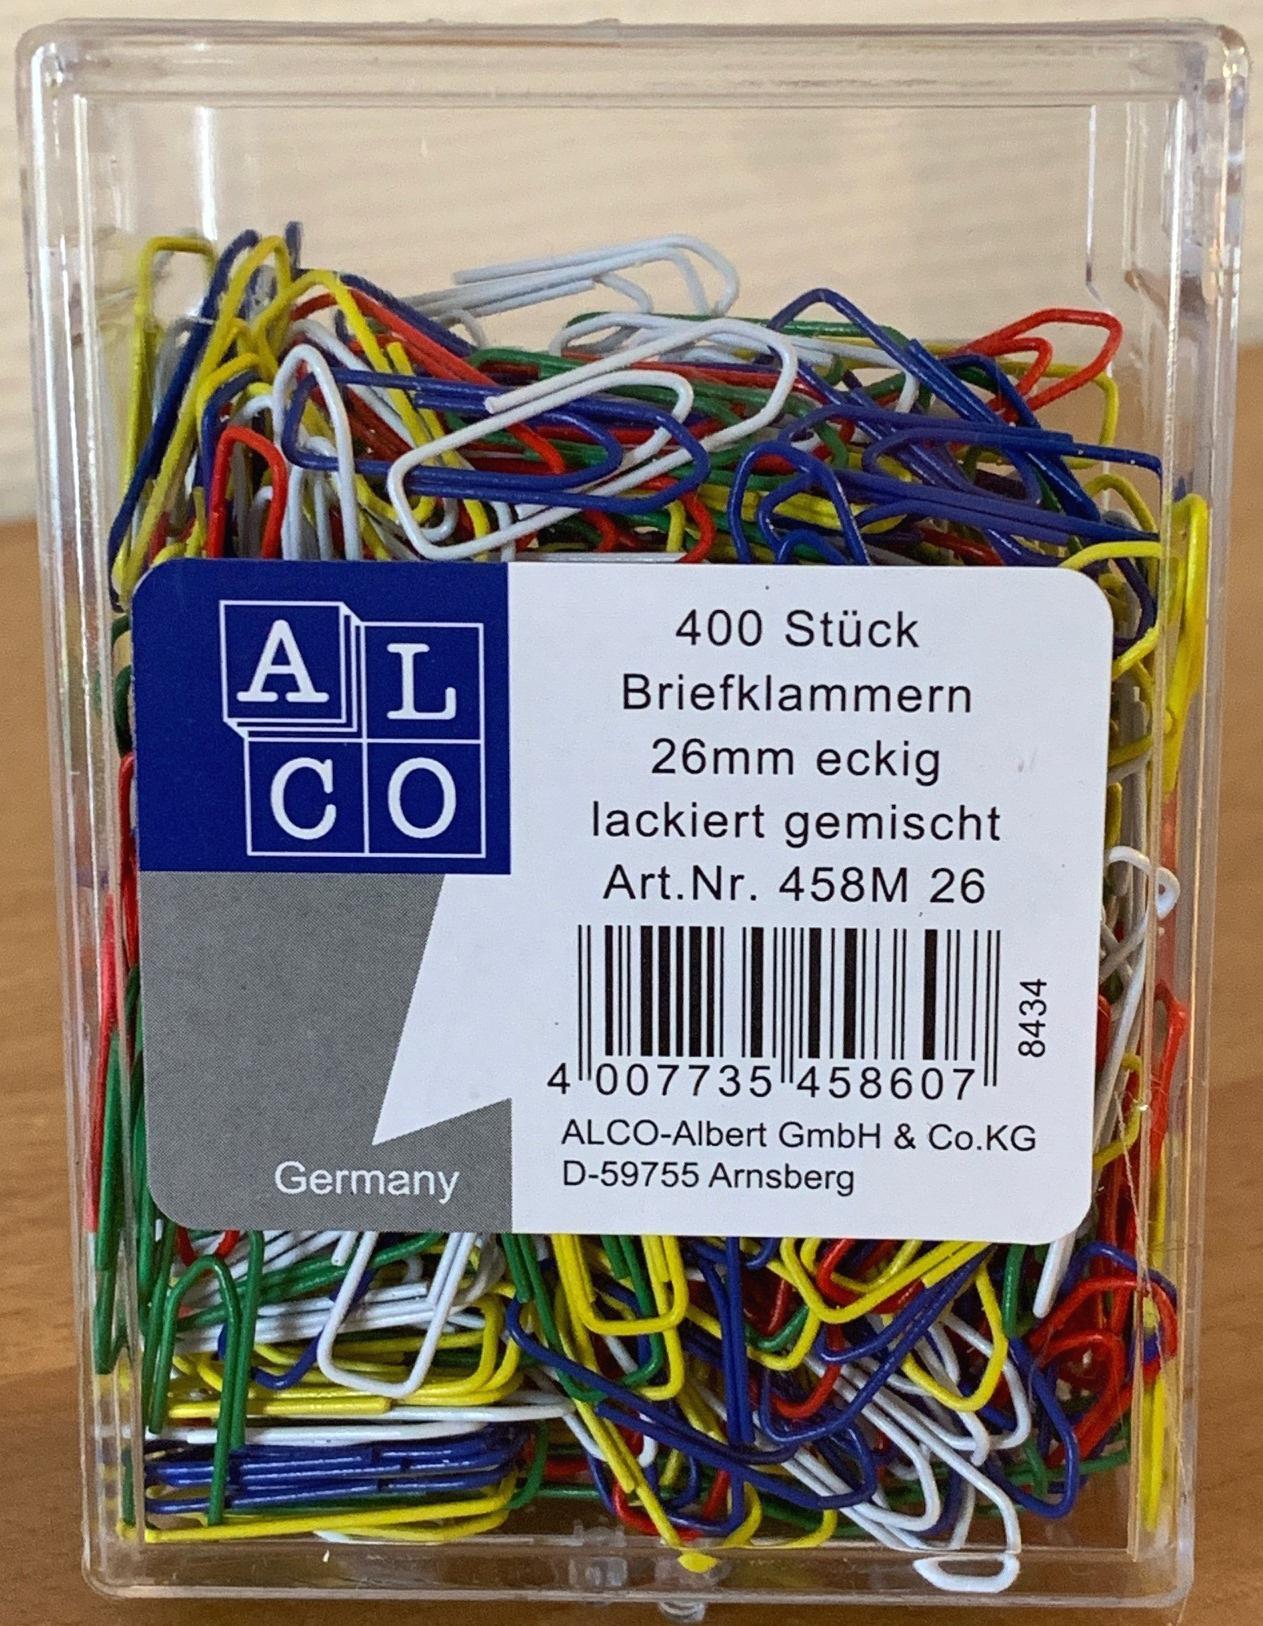 AL
CO
400 Stück
Briefklammern
26mm eckig
lackiert gemischt
Art.Nr. 458M 26
8434
4 007735 458607
ALCO-Albert GmbH & Co.KG
D-59755 Arnsberg
Germany